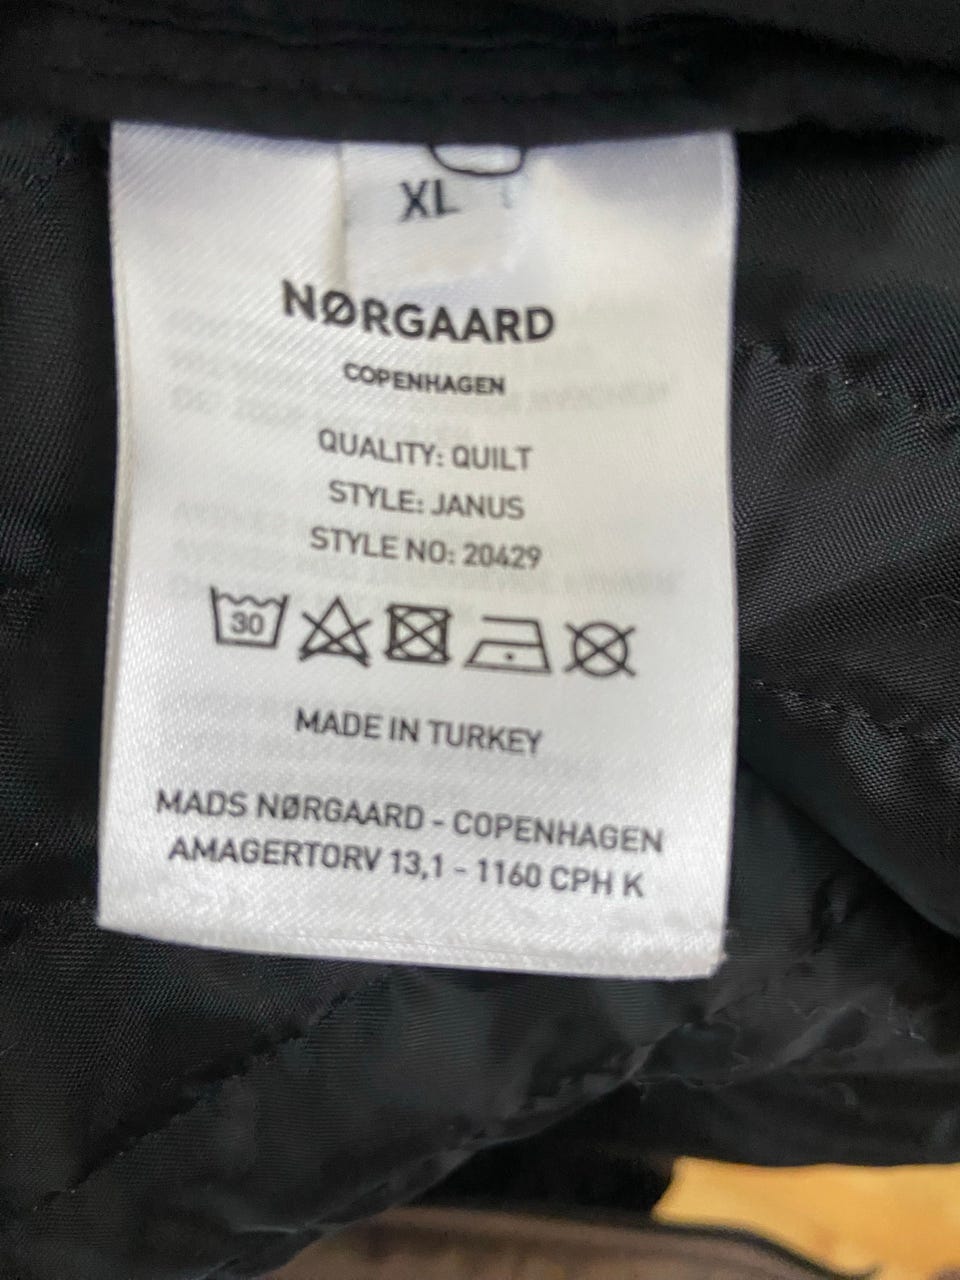 XL
NØRGAARD
COPENHAGEN
QUALITY: QUILT
STYLE: JANUS
STYLE NO: 20429
30
MADE IN TURKEY
MADS NØRGAARD - COPENHAGEN
AMAGERTORV 13,1 - 1160 CPH K